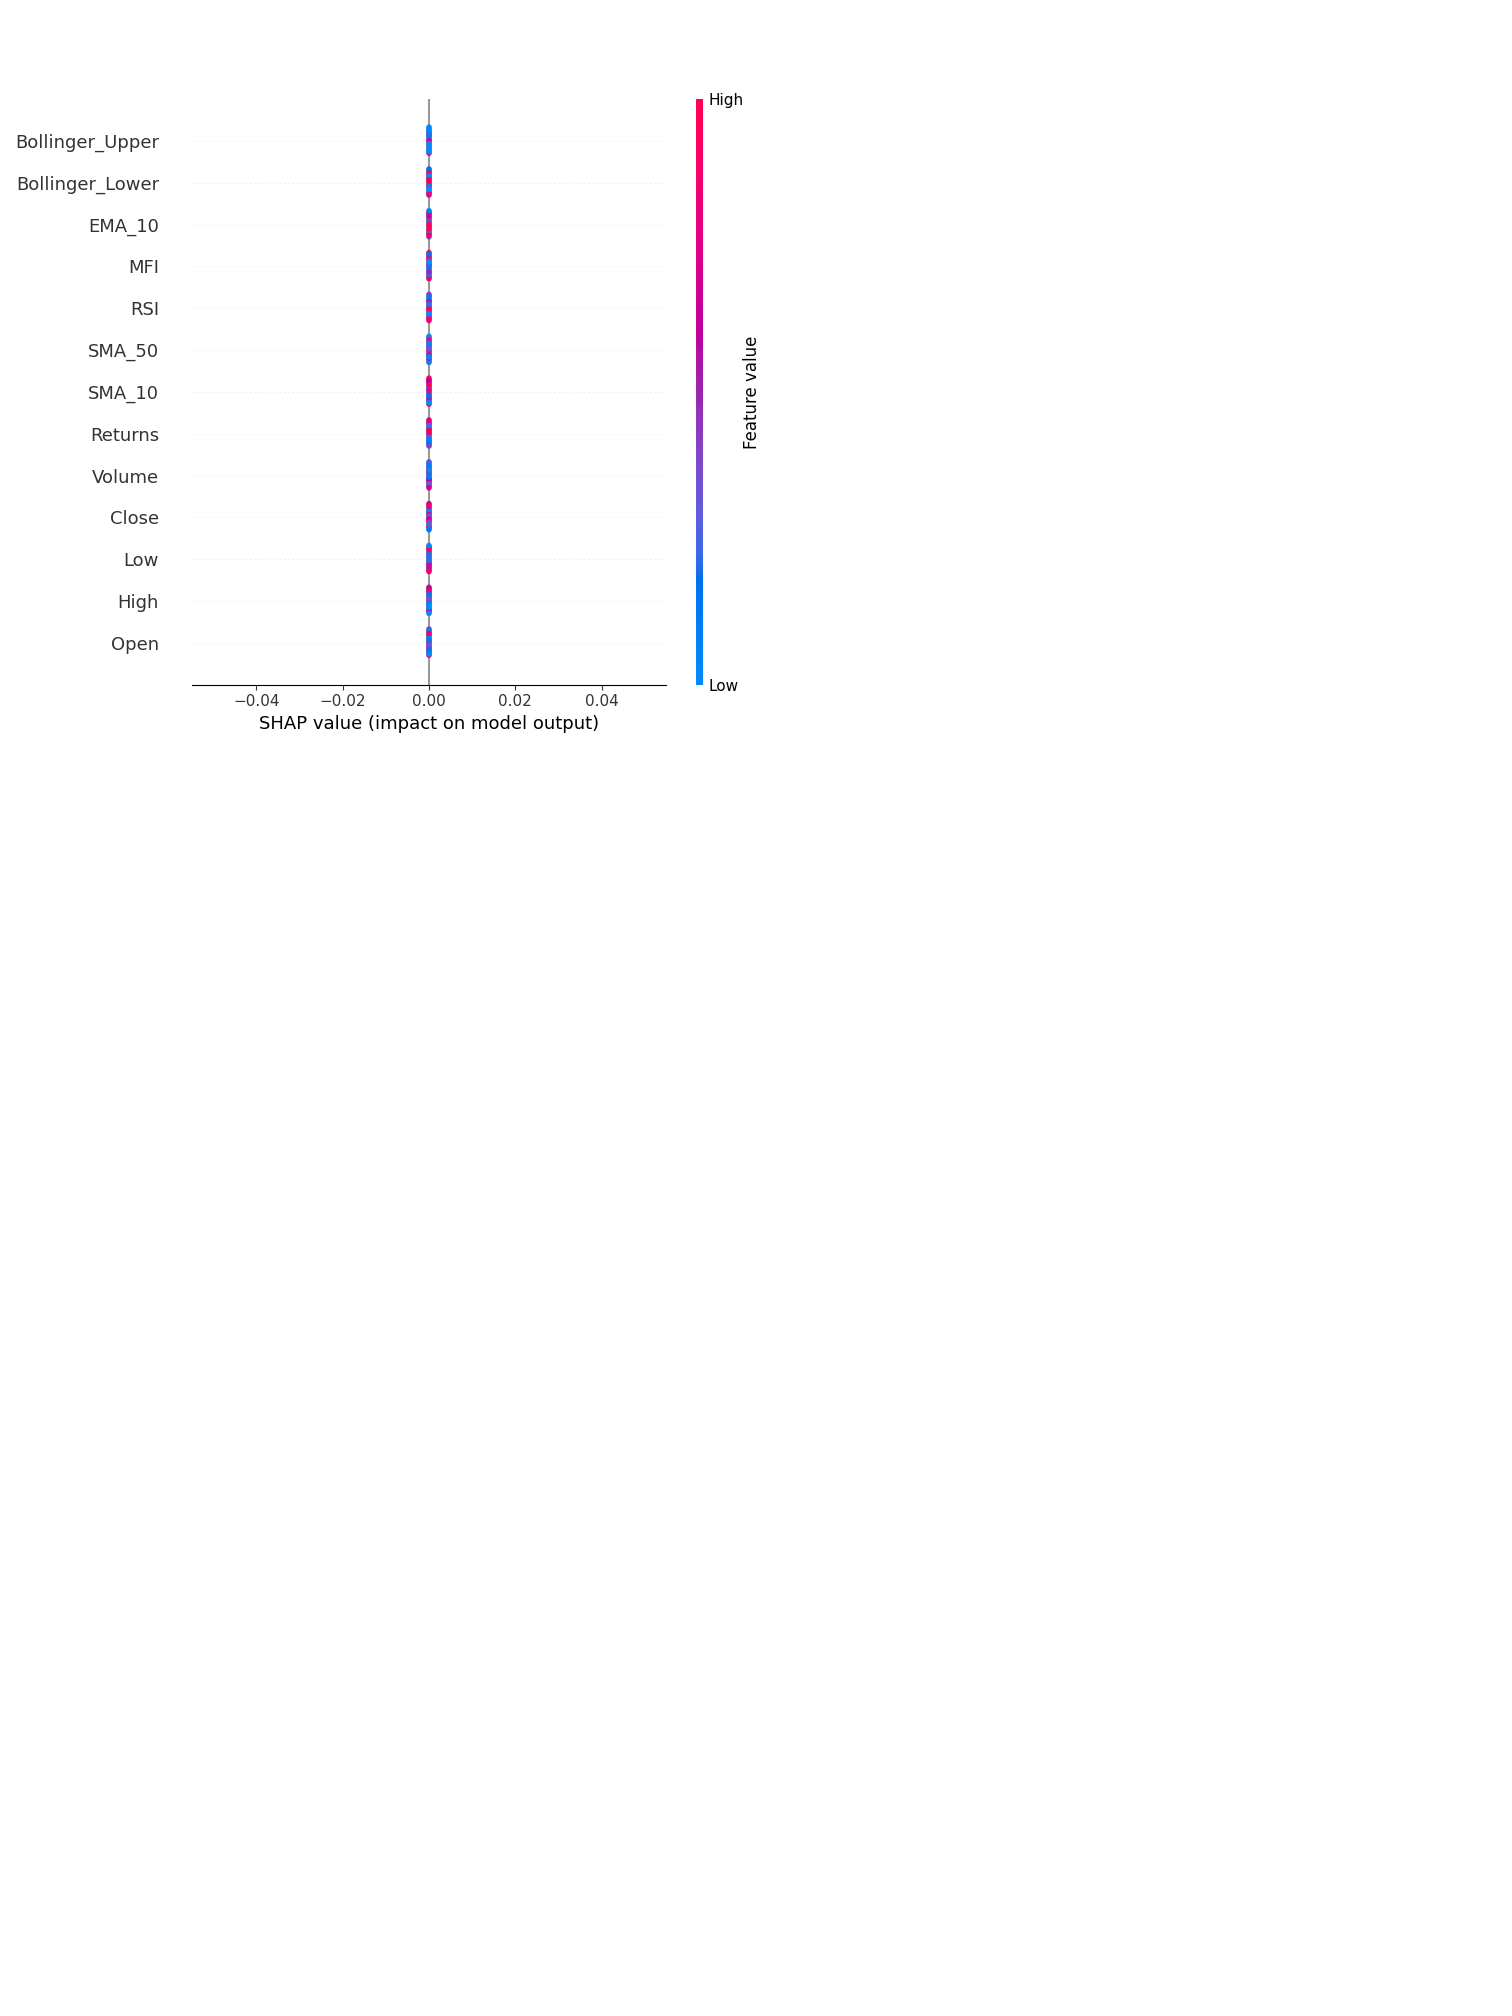 High
Bollinger_Upper
Bollinger_Lower
EMA_10
MFI
RSI
SMA_50
SMA_10
Returns
Volume
Close
Low
High
Open
Feature value
Low
−0.04 −0.02 0.00 0.02 0.04
SHAP value (impact on model output)